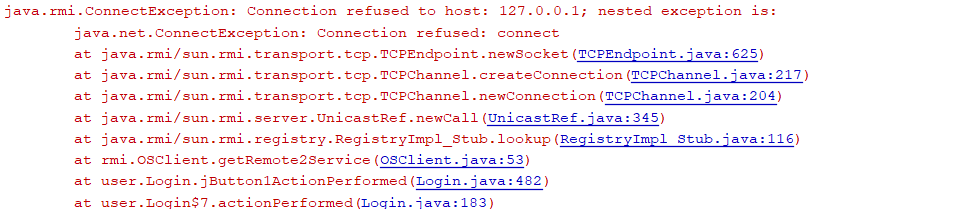 java.rmi.ConnectException: Connection refused to host: 127.0.0.1; nested exception is:
java.net.ConnectException: Connection refused: connect
at java.rmi/sun.rmi.transport.tcp.TCPEndpoint.newSocket(TCPEndpoint.java:625)
at java.rmi/sun.rmi.transport.tcp.TCPChannel.createConnection(TCPChannel.java:217)
at java.rmi/sun.rmi.transport.tcp.TCPChannel.newConnection(TCPChannel.java:204)
at java.rmi/sun.rmi.server.UnicastRef.newCall(UnicastRef.java:345)
at java.rmi/sun.rmi.registry.RegistryImpl_Stub.lookup(RegistryImpl_Stub.java:116)
at rmi.OSClient.getRemote2Service(OSClient.java:53)
at user.Login.jButton1ActionPerformed(Login.java:482)
at user.Login$7.actionPerformed(Login.java:183)